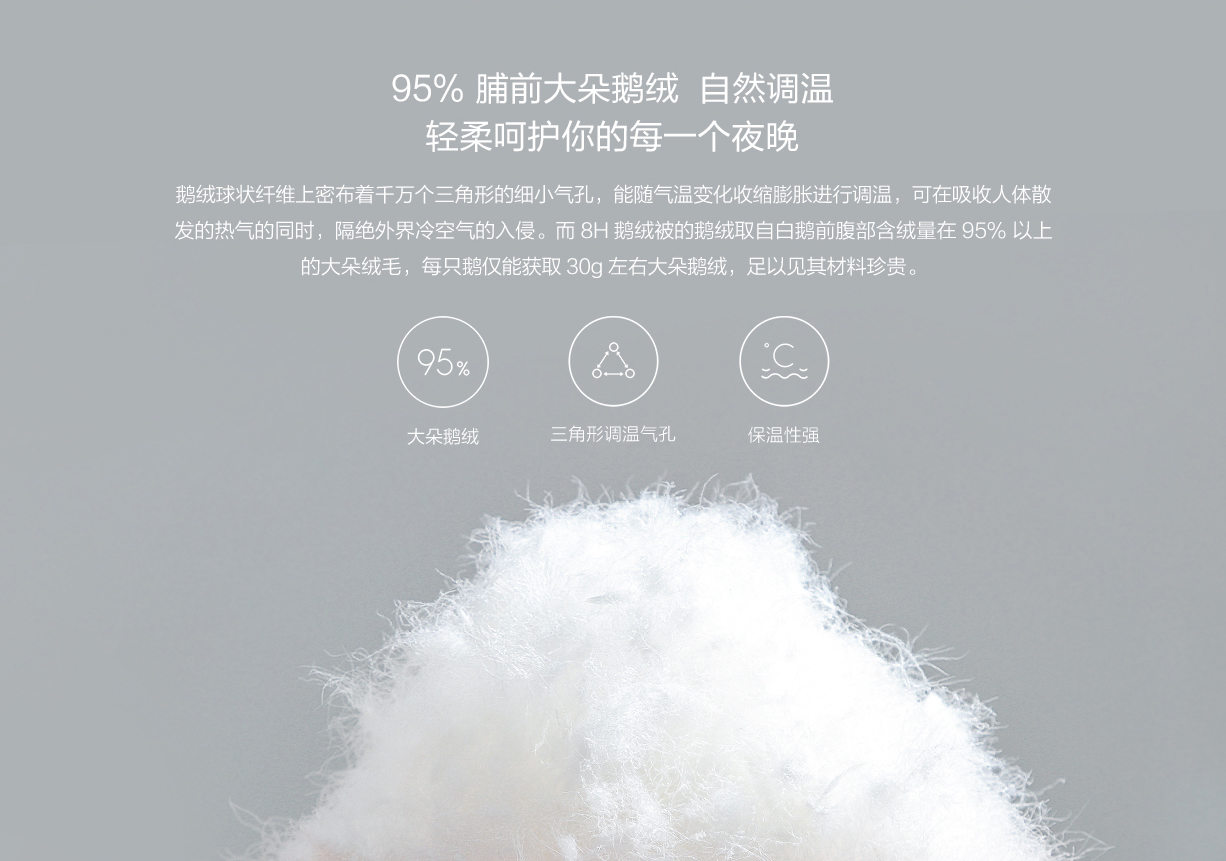 95% 脯前大朵鹅绒 自然调温
轻柔呵护你的每一个夜晚
鹅绒球状纤维上密布着千万个三角形的细小气孔，能随气温变化收缩膨胀进行调温，可在吸收人体散
发的热气的同时，隔绝外界冷空气的入侵。而 8H 鹅绒被的鹅绒取自白鹅前腹部含绒量在 95% 以上
的大朵绒毛，每只鹅仅能获取 30g 左右大朵鹅绒，足以见其材料珍贵。
95% °C
大朵鹅绒 三角形调温气孔 保温性强